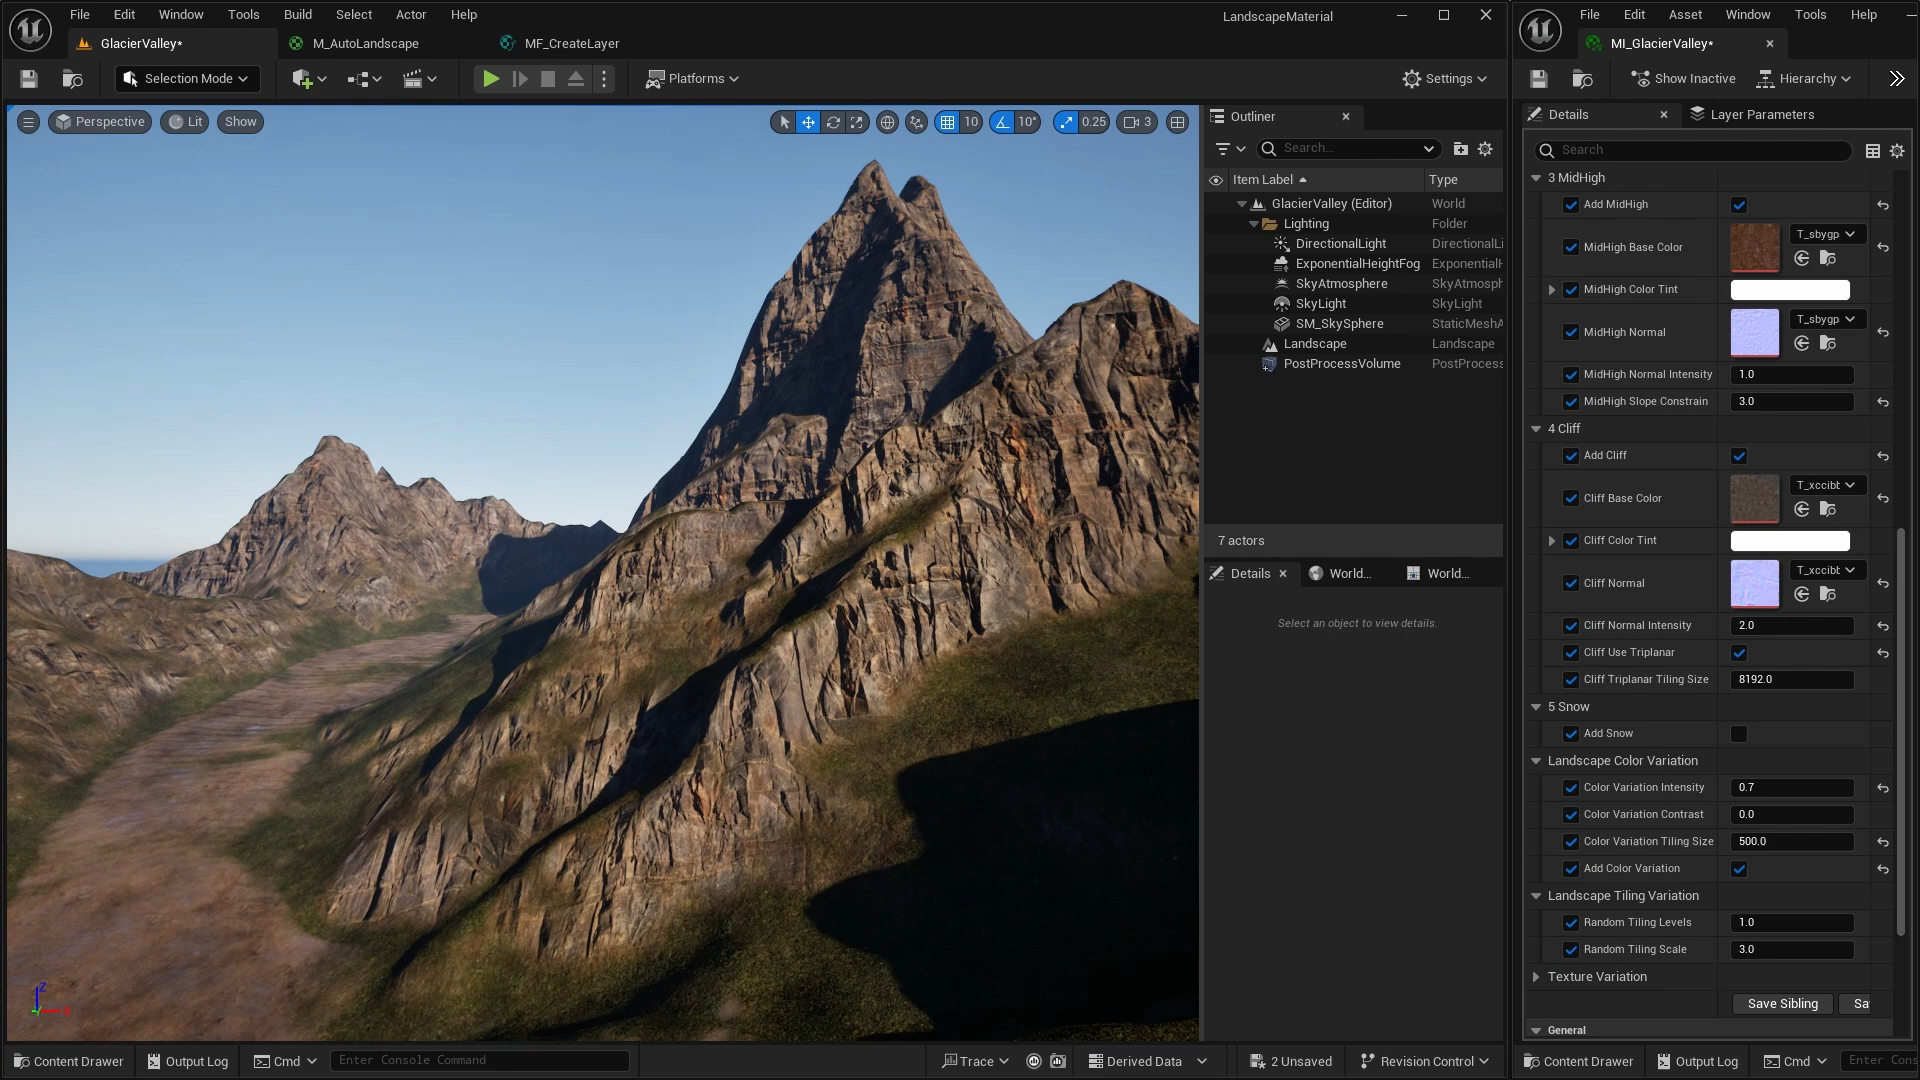 File Edit Window Tools Build Select Actor Help
LandscapeMaterial
GlacierValley*
M_AutoLandscape
MF_CreateLayer
Selection Mode
Platforms
Settings
Perspective
Lit
Show
10
10°
0.25
3
Outliner
Search...
Item Label
Type
GlacierValley (Editor) World
Lighting Folder
DirectionalLight DirectionalLi
ExponentialHeightFog ExponentialH
SkyAtmosphere SkyAtmosph
SkyLight SkyLight
SM_SkySphere StaticMeshA
Landscape Landscape
PostProcessVolume PostProcess
7 actors
Details
World...
World...
Select an object to view details.
Z
Content Drawer
Output Log
Cmd
Enter Console Command
Trace
Derived Data
2 Unsaved
Revision Control
File Edit Asset Window Tools Help
MI_GlacierValley*
Show Inactive
Hierarchy
Details
Layer Parameters
Search
3 MidHigh
Add MidHigh
MidHigh Base Color
T_sbygp
MidHigh Color Tint
MidHigh Normal
T_sbygp
MidHigh Normal Intensity 1.0
MidHigh Slope Constrain 3.0
4 Cliff
Add Cliff
Cliff Base Color
T_xccibt
Cliff Color Tint
Cliff Normal
T_xccibt
Cliff Normal Intensity 2.0
Cliff Use Triplanar
Cliff Triplanar Tiling Size 8192.0
5 Snow
Add Snow
Landscape Color Variation
Color Variation Intensity 0.7
Color Variation Contrast 0.0
Color Variation Tiling Size 500.0
Add Color Variation
Landscape Tiling Variation
Random Tiling Levels 1.0
Random Tiling Scale 3.0
Texture Variation
Save Sibling
Sa
General
Content Drawer
Output Log
Cmd
Enter Cons